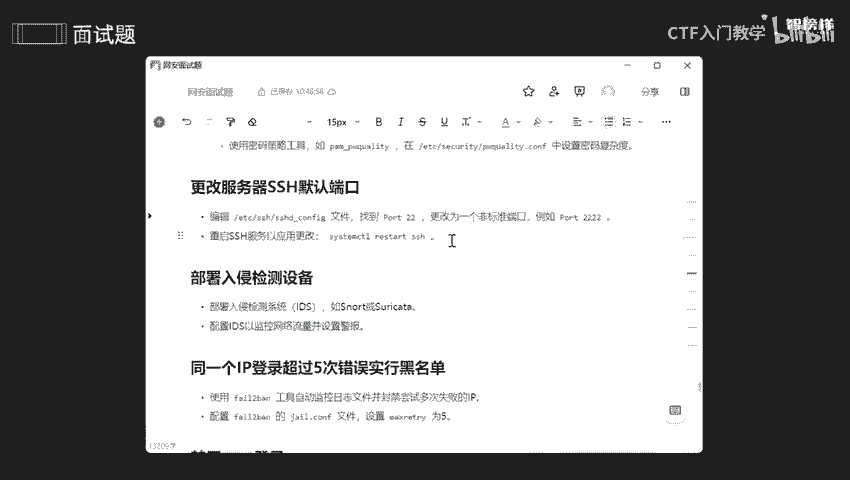 面试题
CTF入门教学
智榜样
bilibili
网安面试题
网安面试题
已保存 10:46:58
分享
15px
B I S U
使用密码策略工具，如 pam_pwquality ，在 /etc/security/pwquality.conf 中设置密码复杂度。
更改服务器SSH默认端口
编辑 /etc/ssh/sshd_config 文件，找到 Port 22 ，更改为一个非标准端口，例如 Port 2222 。
重启SSH服务以应用更改： systemctl restart ssh 。
部署入侵检测设备
部署入侵检测系统（IDS），如Snort或Suricata。
配置IDS以监控网络流量并设置警报。
同一个IP登录超过5次错误实行黑名单
使用 fail2ban 工具自动监控日志文件并封禁尝试多次失败的IP。
配置 fail2ban 的 jail.conf 文件，设置 maxretry 为5。
13209字